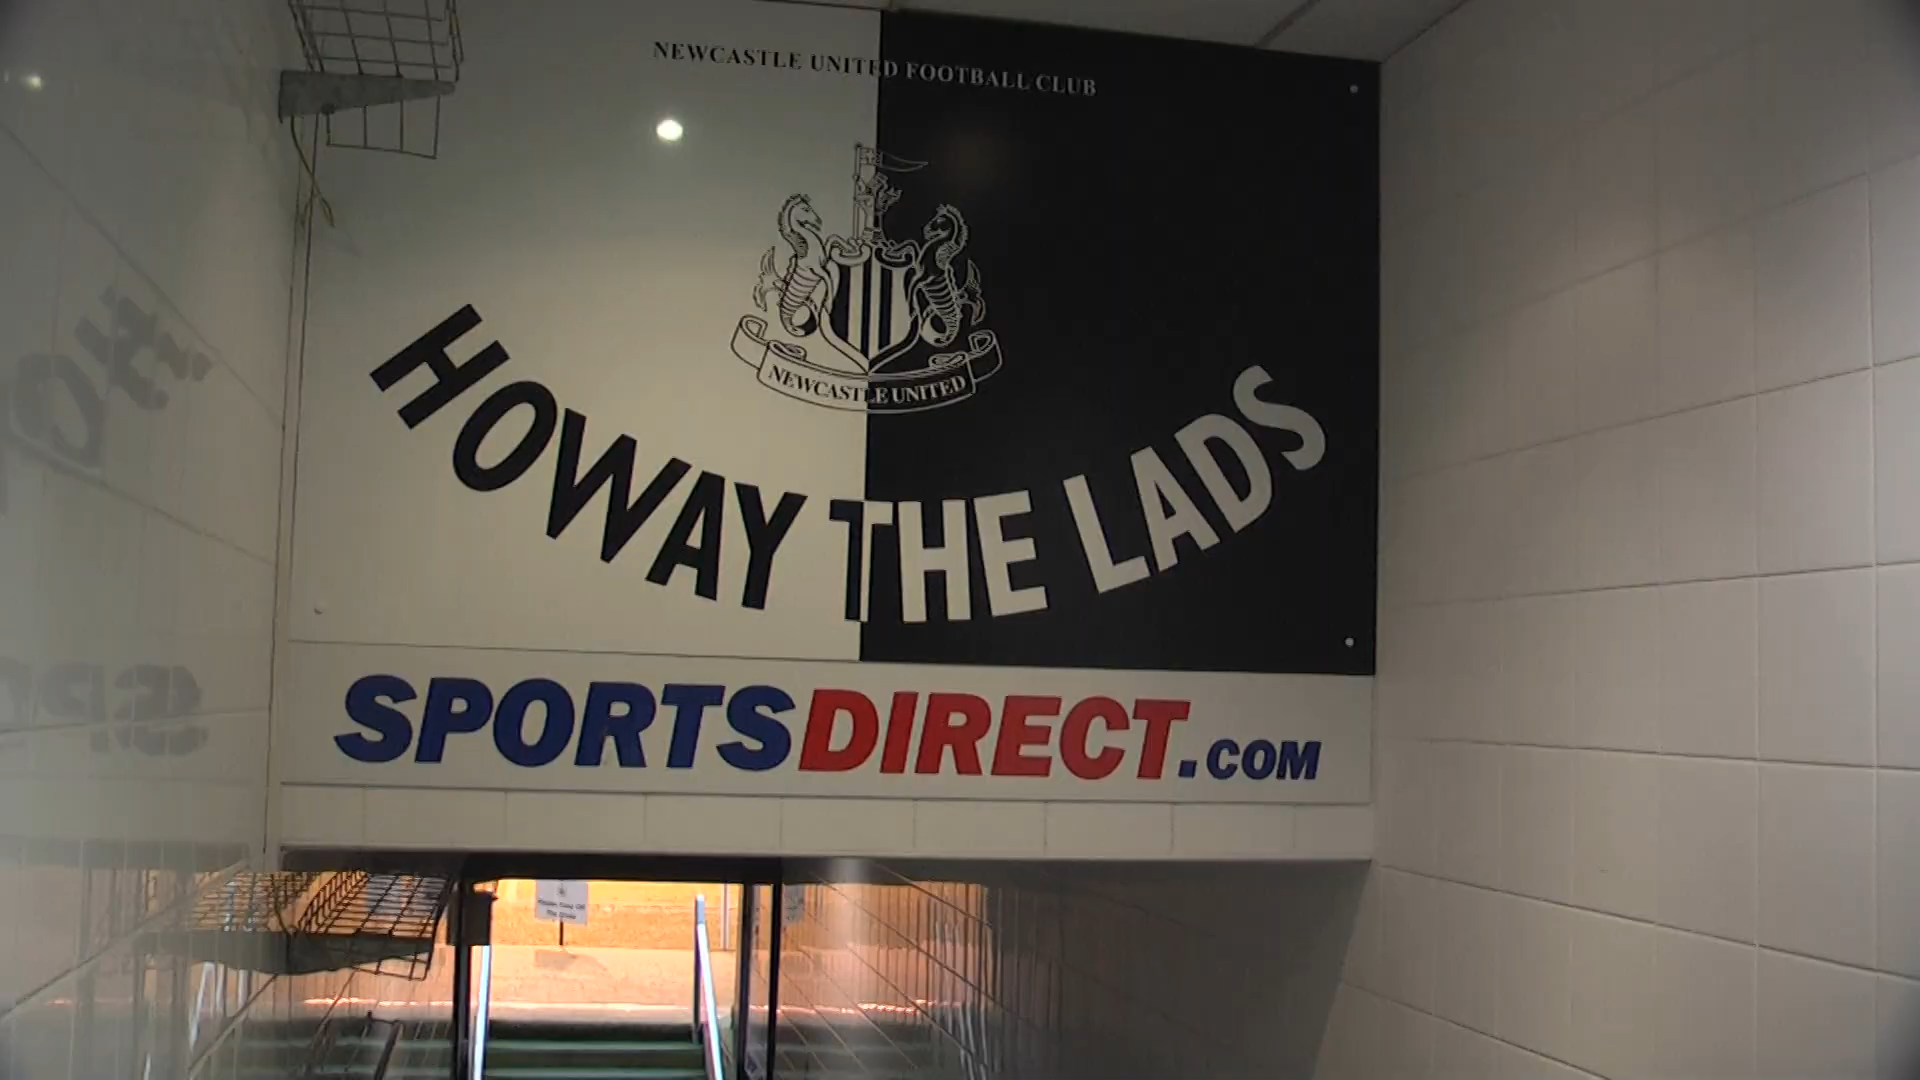 NEWCASTLE UNITED FOOTBALL CLUB
NEWCASTLE UNITED
HOWAY THE LADS
SPORTSDIRECT.COM